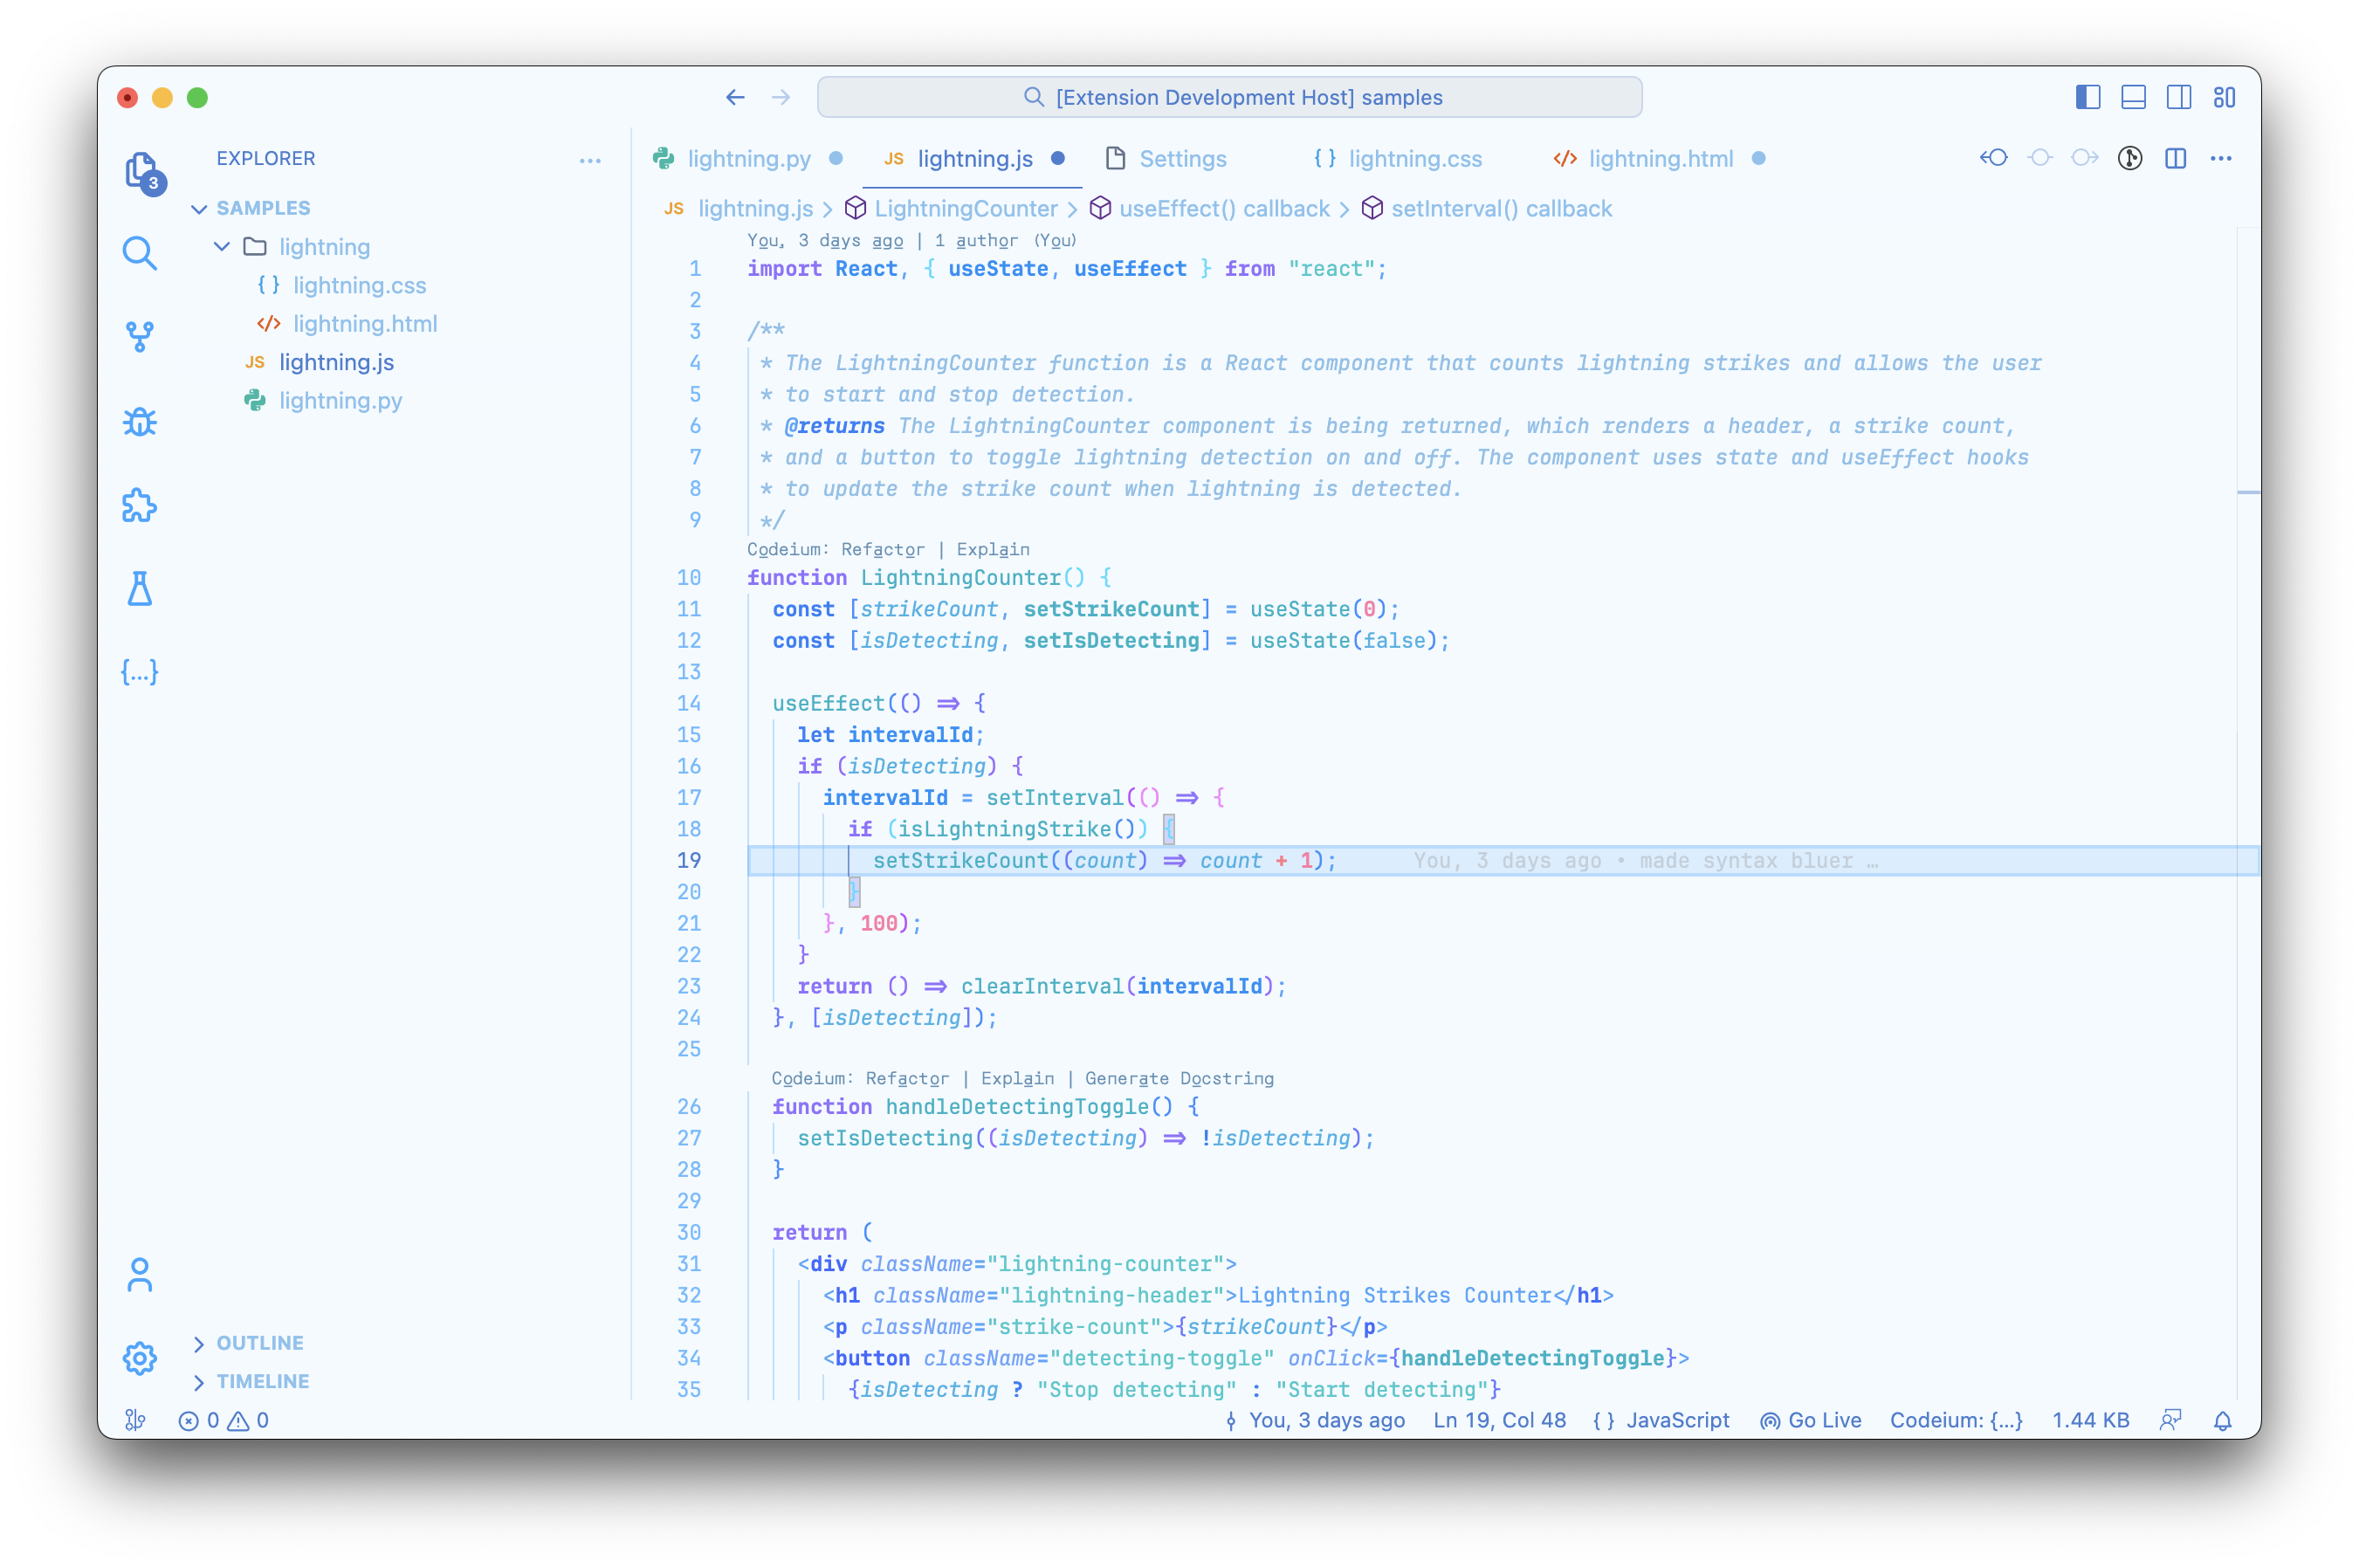 [Extension Development Host] samples
EXPLORER
SAMPLES
lightning
lightning.css
lightning.html
JS lightning.js
lightning.py
OUTLINE
TIMELINE
3
lightning.py
JS lightning.js
Settings
lightning.css
lightning.html
JS lightning.js > LightningCounter > useEffect() callback > setInterval() callback
You, 3 days ago | 1 author (You)
1 import React, { useState, useEffect } from "react";
2
3 /**
4 * The LightningCounter function is a React component that counts lightning strikes and allows the user
5 * to start and stop detection.
6 * @returns The LightningCounter component is being returned, which renders a header, a strike count,
7 * and a button to toggle lightning detection on and off. The component uses state and useEffect hooks
8 * to update the strike count when lightning is detected.
9 */
Codeium: Refactor | Explain
10 function LightningCounter() {
11 const [strikeCount, setStrikeCount] = useState(0);
12 const [isDetecting, setIsDetecting] = useState(false);
13
14 useEffect(() => {
15 let intervalId;
16 if (isDetecting) {
17 intervalId = setInterval(() => {
18 if (isLightningStrike()) {
19 setStrikeCount((count) => count + 1); You, 3 days ago • made syntax bluer …
20 }
21 }, 100);
22 }
23 return () => clearInterval(intervalId);
24 }, [isDetecting]);
25
Codeium: Refactor | Explain | Generate Docstring
26 function handleDetectingToggle() {
27 setIsDetecting((isDetecting) => !isDetecting);
28 }
29
30 return (
31 <div className="lightning-counter">
32 <h1 className="lightning-header">Lightning Strikes Counter</h1>
33 <p className="strike-count">{strikeCount}</p>
34 <button className="detecting-toggle" onClick={handleDetectingToggle}>
35 {isDetecting ? "Stop detecting" : "Start detecting"}
0 0 You, 3 days ago Ln 19, Col 48 { } JavaScript Go Live Codeium: {...} 1.44 KB